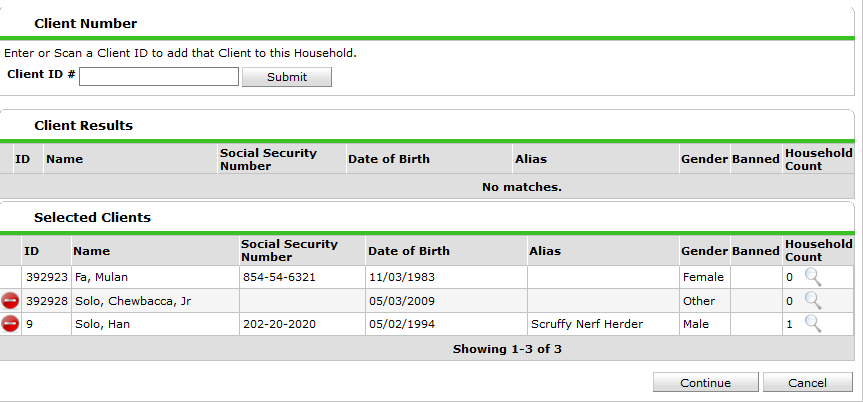 Client Number
Enter or Scan a Client ID to add that Client to this Household.
Client ID # Submit
Client Results
ID Name Social Security Number Date of Birth Alias Gender Banned Household Count
No matches.
Selected Clients
ID Name Social Security Number Date of Birth Alias Gender Banned Household Count
392923 Fa, Mulan 854-54-6321 11/03/1983 Female 0
392928 Solo, Chewbacca, Jr 05/03/2009 Other 0
9 Solo, Han 202-20-2020 05/02/1994 Scruffy Nerf Herder Male 1
Showing 1-3 of 3
Continue Cancel